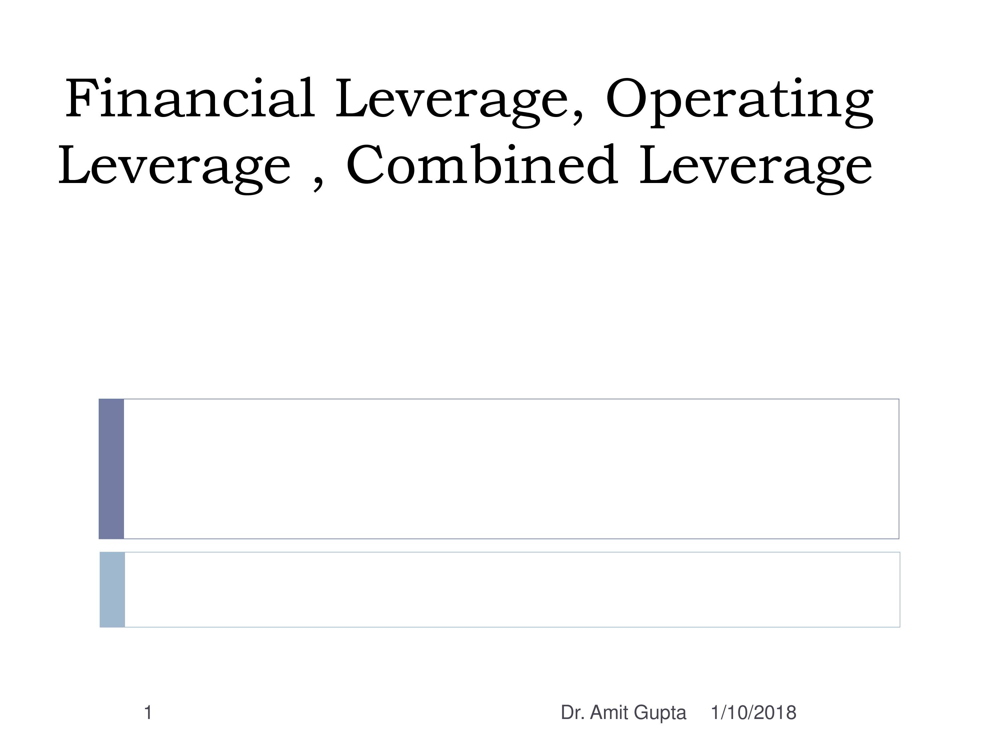 Financial Leverage, Operating
Leverage , Combined Leverage
1 Dr. Amit Gupta 1/10/2018